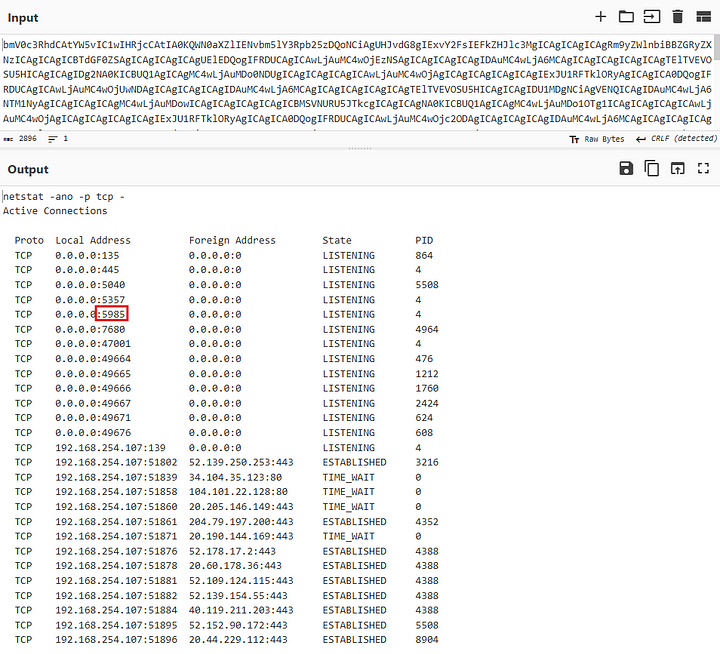 Input
bmV0c3RhdCAtYW5vIC1wIHRjcCAtIA0KQWN0aXZlIENvbm5lY3Rpb25zDQoNCiAgUHJvdG8gIExvY2FsIEFkZHJlc3MgICAgICAgICAgRm9yZWlnbiBBZGRyZX
NzICAgICAgICBTdGF0ZSAgICAgICAgICAgUElEDQogIFRDUCAgICAwLjAuMC4wOjEzNSAgICAgICAgICAgIDAuMC4wLjA6MCAgICAgICAgICAgICAgTElTVEVO
SU5HICAgICAgIDg2NA0KICBUQ1AgICAgMC4wLjAuMDo0NDUgICAgICAgICAgICAwLjAuMC4wOjAgICAgICAgICAgICAgIExJU1RFTklORyAgICAgICA0DQogIF
RDUCAgICAwLjAuMC4wOjUwNDAgICAgICAgICAgIDAuMC4wLjA6MCAgICAgICAgICAgICAgTElTVEVOSU5HICAgICAgIDU1MDgNCiAgVENQICAgIDAuMC4wLjA6
NTM1NyAgICAgICAgICAgMC4wLjAuMDowICAgICAgICAgICAgICBMSVNURU5JTkcgICAgICAgNA0KICBUQ1AgICAgMC4wLjAuMDo1OTg1ICAgICAgICAgICAwLj
AuMC4wOjAgICAgICAgICAgICAgIExJU1RFTklORyAgICAgICA0DQogIFRDUCAgICAwLjAuMC4wOjc2ODAgICAgICAgICAgIDAuMC4wLjA6MCAgICAgICAgICAg
2896 1 Raw Bytes CRLF (detected)
Output
netstat -ano -p tcp -
Active Connections
Proto Local Address Foreign Address State PID
TCP 0.0.0.0:135 0.0.0.0:0 LISTENING 864
TCP 0.0.0.0:445 0.0.0.0:0 LISTENING 4
TCP 0.0.0.0:5040 0.0.0.0:0 LISTENING 5508
TCP 0.0.0.0:5357 0.0.0.0:0 LISTENING 4
TCP 0.0.0.0:5985 0.0.0.0:0 LISTENING 4
TCP 0.0.0.0:7680 0.0.0.0:0 LISTENING 4964
TCP 0.0.0.0:47001 0.0.0.0:0 LISTENING 4
TCP 0.0.0.0:49664 0.0.0.0:0 LISTENING 476
TCP 0.0.0.0:49665 0.0.0.0:0 LISTENING 1212
TCP 0.0.0.0:49666 0.0.0.0:0 LISTENING 1760
TCP 0.0.0.0:49667 0.0.0.0:0 LISTENING 2424
TCP 0.0.0.0:49671 0.0.0.0:0 LISTENING 624
TCP 0.0.0.0:49676 0.0.0.0:0 LISTENING 608
TCP 192.168.254.107:139 0.0.0.0:0 LISTENING 4
TCP 192.168.254.107:51802 52.139.250.253:443 ESTABLISHED 3216
TCP 192.168.254.107:51839 34.104.35.123:80 TIME_WAIT 0
TCP 192.168.254.107:51858 104.101.22.128:80 TIME_WAIT 0
TCP 192.168.254.107:51860 20.205.146.149:443 TIME_WAIT 0
TCP 192.168.254.107:51861 204.79.197.200:443 ESTABLISHED 4352
TCP 192.168.254.107:51871 20.190.144.169:443 TIME_WAIT 0
TCP 192.168.254.107:51876 52.178.17.2:443 ESTABLISHED 4388
TCP 192.168.254.107:51878 20.60.178.36:443 ESTABLISHED 4388
TCP 192.168.254.107:51881 52.109.124.115:443 ESTABLISHED 4388
TCP 192.168.254.107:51882 52.139.154.55:443 ESTABLISHED 4388
TCP 192.168.254.107:51884 40.119.211.203:443 ESTABLISHED 4388
TCP 192.168.254.107:51895 52.152.90.172:443 ESTABLISHED 5508
TCP 192.168.254.107:51896 20.44.229.112:443 ESTABLISHED 8904